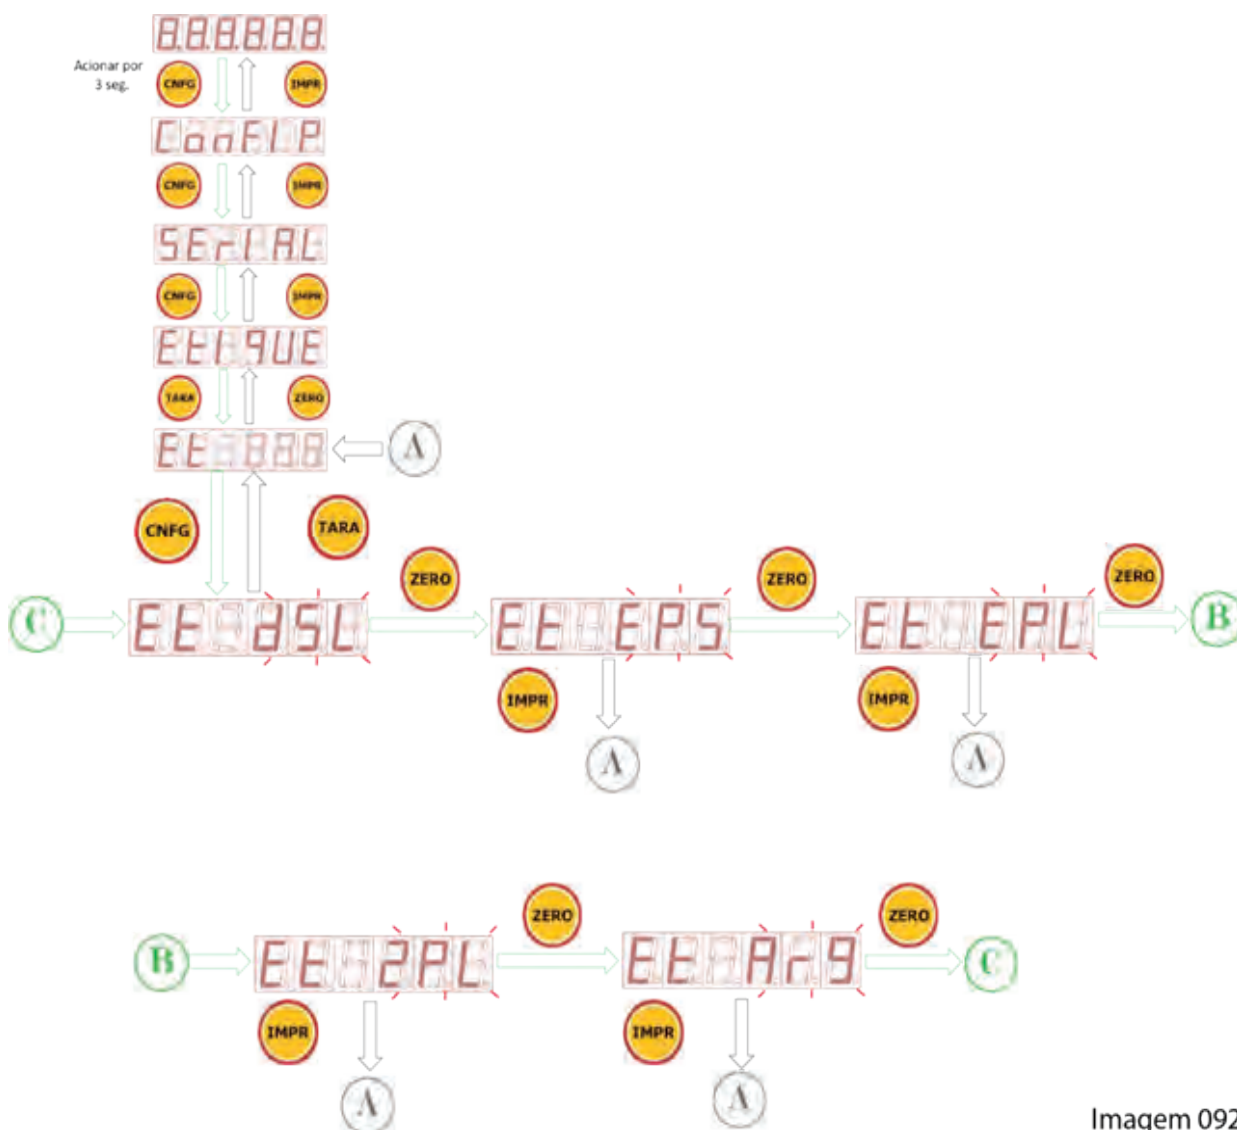 8.8.8.8.8.8.
Acionar por
3 seg.
CNFG IMPR
ConFIP
CNFG IMPR
SErIAL
CNFG IMPR
EtIqUE
TARA ZERO
Et
A
CNFG TARA
ZERO ZERO ZERO
C Et dSL Et EPS Et EPL B
IMPR IMPR
A A
ZERO ZERO
B Et 2PL Et Arg C
IMPR IMPR
A A
Imagem 092